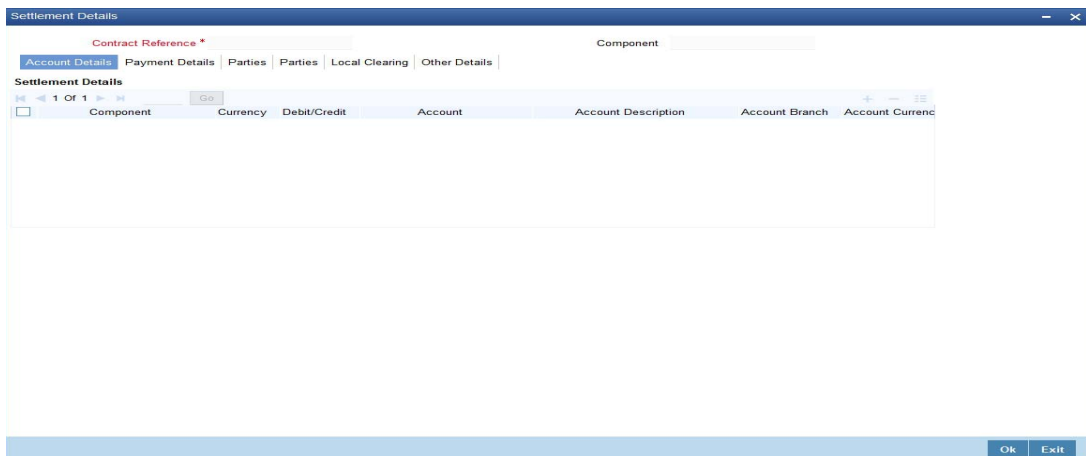 Settlement Details
Contract Reference * Component
Account Details Payment Details Parties Parties Local Clearing Other Details
Settlement Details
1 Of 1 Go
Component Currency Debit/Credit Account Account Description Account Branch Account Currenc
Ok Exit